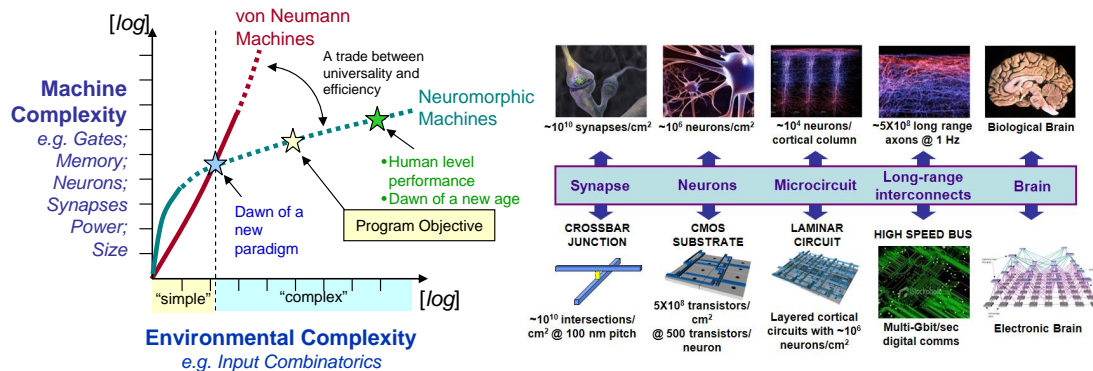 [log]
von Neumann
Machines
A trade between
universality and
efficiency
Machine
Complexity
e.g. Gates;
Memory;
Neurons;
Synapses
Power;
Size
Neuromorphic
Machines
•Human level
performance
•Dawn of a new age
Dawn of a
new
paradigm
Program Objective
“simple”
“complex”
[log]
Environmental Complexity
e.g. Input Combinatorics
~10¹⁰ synapses/cm²
~10⁶ neurons/cm²
~10⁴ neurons/
cortical column
~5X10⁸ long range
axons @ 1 Hz
Biological Brain
Synapse
Neurons
Microcircuit
Long-range
interconnects
Brain
CROSSBAR
JUNCTION
CMOS
SUBSTRATE
LAMINAR
CIRCUIT
HIGH SPEED BUS
~10¹⁰ intersections/
cm² @ 100 nm pitch
5X10⁸ transistors/
cm²
@ 500 transistors/
neuron
Layered cortical
circuits with ~10⁶
neurons/cm²
Multi-Gbit/sec
digital comms
Electronic Brain